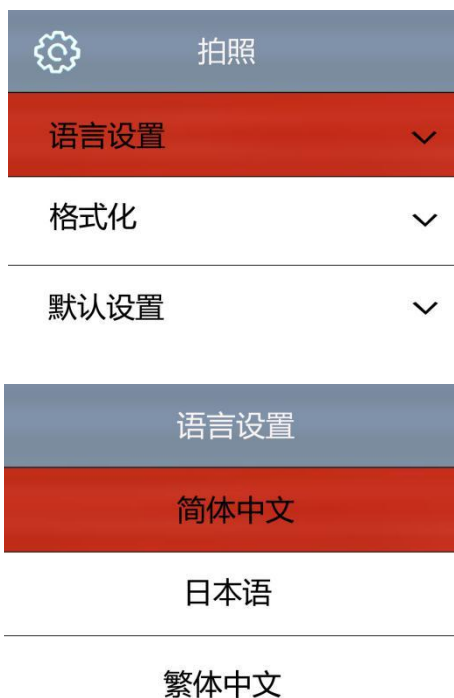 拍照
语言设置
格式化
默认设置
语言设置
简体中文
日本语
繁体中文